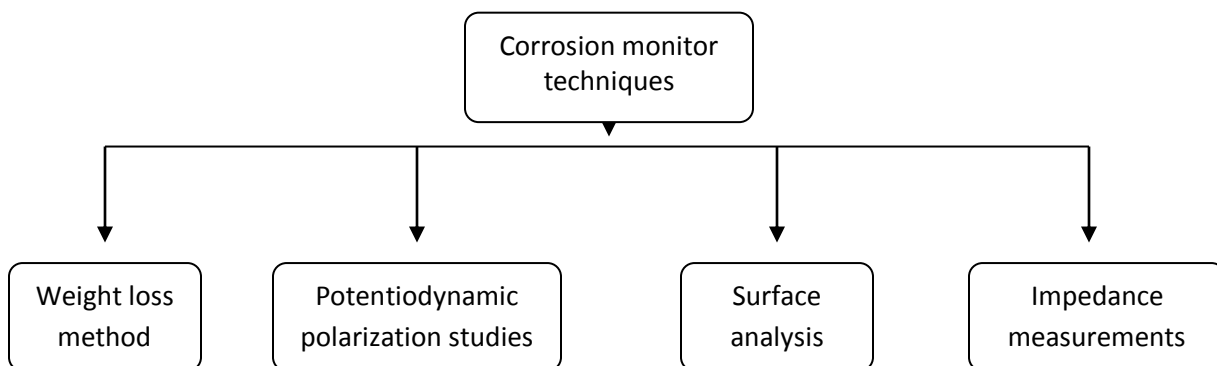 Corrosion monitor
techniques
Weight loss
method
Potentiodynamic
polarization studies
Surface
analysis
Impedance
measurements